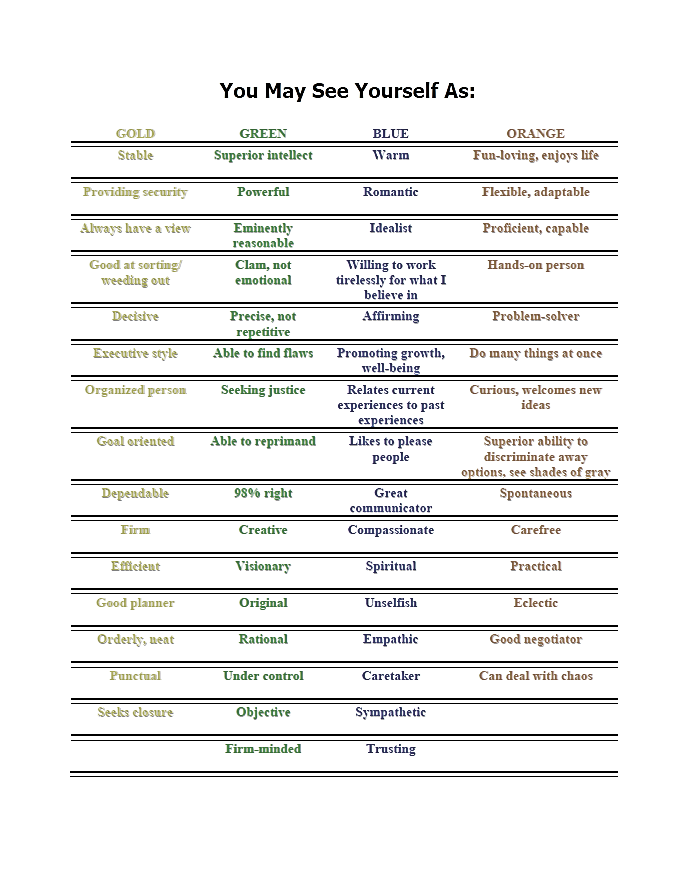 You May See Yourself As:
GOLD GREEN BLUE ORANGE
Stable Superior intellect Warm Fun-loving, enjoys life
Providing security Powerful Romantic Flexible, adaptable
Always have a view Eminently Idealist Proficient, capable
reasonable
Good at sorting/ Clam, not Willing to work Hands-on person
weeding out emotional tirelessly for what I
believe in
Decisive Precise, not Affirming Problem-solver
repetitive
Executive style Able to find flaws Promoting growth, Do many things at once
well-being
Organized person Seeking justice Relates current Curious, welcomes new
experiences to past ideas
experiences
Goal oriented Able to reprimand Likes to please Superior ability to
people discriminate away
options, see shades of gray
Dependable 98% right Great Spontaneous
communicator
Firm Creative Compassionate Carefree
Efficient Visionary Spiritual Practical
Good planner Original Unselfish Eclectic
Orderly, neat Rational Empathic Good negotiator
Punctual Under control Caretaker Can deal with chaos
Seeks closure Objective Sympathetic
Firm-minded Trusting